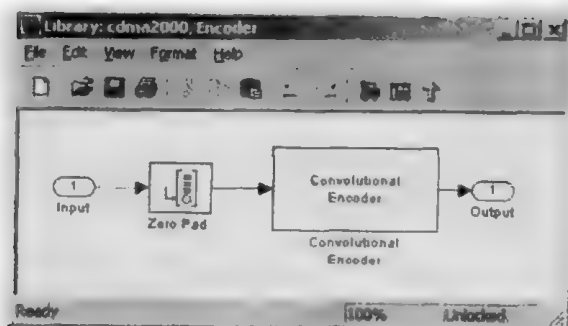 Library: cdma2000, Encoder
File Edit View Format Help
1
Input
Zero Pad
Convolutional
Encoder
Convolutional
Encoder
1
Output
Ready
100%
Unlocked